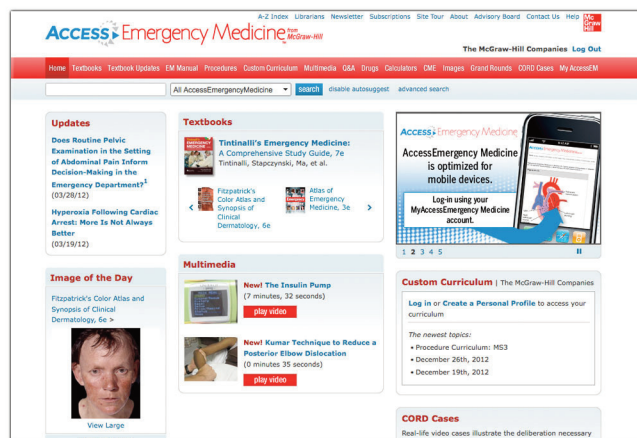 A-Z Index Librarians Newsletter Subscriptions Site Tour About Advisory Board Contact Us Help
Mc
Graw
Hill
ACCESS Emergency Medicine from
McGraw-Hill
The McGraw-Hill Companies Log Out
Home Textbooks Textbook Updates EM Manual Procedures Custom Curriculum Multimedia Q&A Drugs Calculators CME Images Grand Rounds CORD Cases My AccessEM
All AccessEmergencyMedicine search disable autosuggest advanced search
Updates
Does Routine Pelvic
Examination in the Setting
of Abdominal Pain Inform
Decision-Making in the
Emergency Department?1
(03/28/12)
Hyperoxia Following Cardiac
Arrest: More Is Not Always
Better
(03/19/12)
Image of the Day
Fitzpatrick's Color Atlas and
Synopsis of Clinical
Dermatology, 6e >
View Large
Textbooks
Tintinalli's Emergency Medicine:
A Comprehensive Study Guide, 7e
Tintinalli, Stapczynski, Ma, et al.
Fitzpatrick's
Color Atlas and
Synopsis of
Clinical
Dermatology, 6e
Atlas of
Emergency
Medicine, 3e
Multimedia
New! The Insulin Pump
(7 minutes, 32 seconds)
play video
New! Kumar Technique to Reduce a
Posterior Elbow Dislocation
(0 minutes 35 seconds)
play video
ACCESS Emergency Medicine
AccessEmergency Medicine
is optimized for
mobile devices.
Log-in using your
MyAccessEmergency Medicine
account.
1 2 3 4 5
Custom Curriculum | The McGraw-Hill Companies
Log in or Create a Personal Profile to access your
curriculum
The newest topics:
• Procedure Curriculum: MS3
• December 26th, 2012
• December 19th, 2012
CORD Cases
Real-life video cases illustrate the deliberation necessary